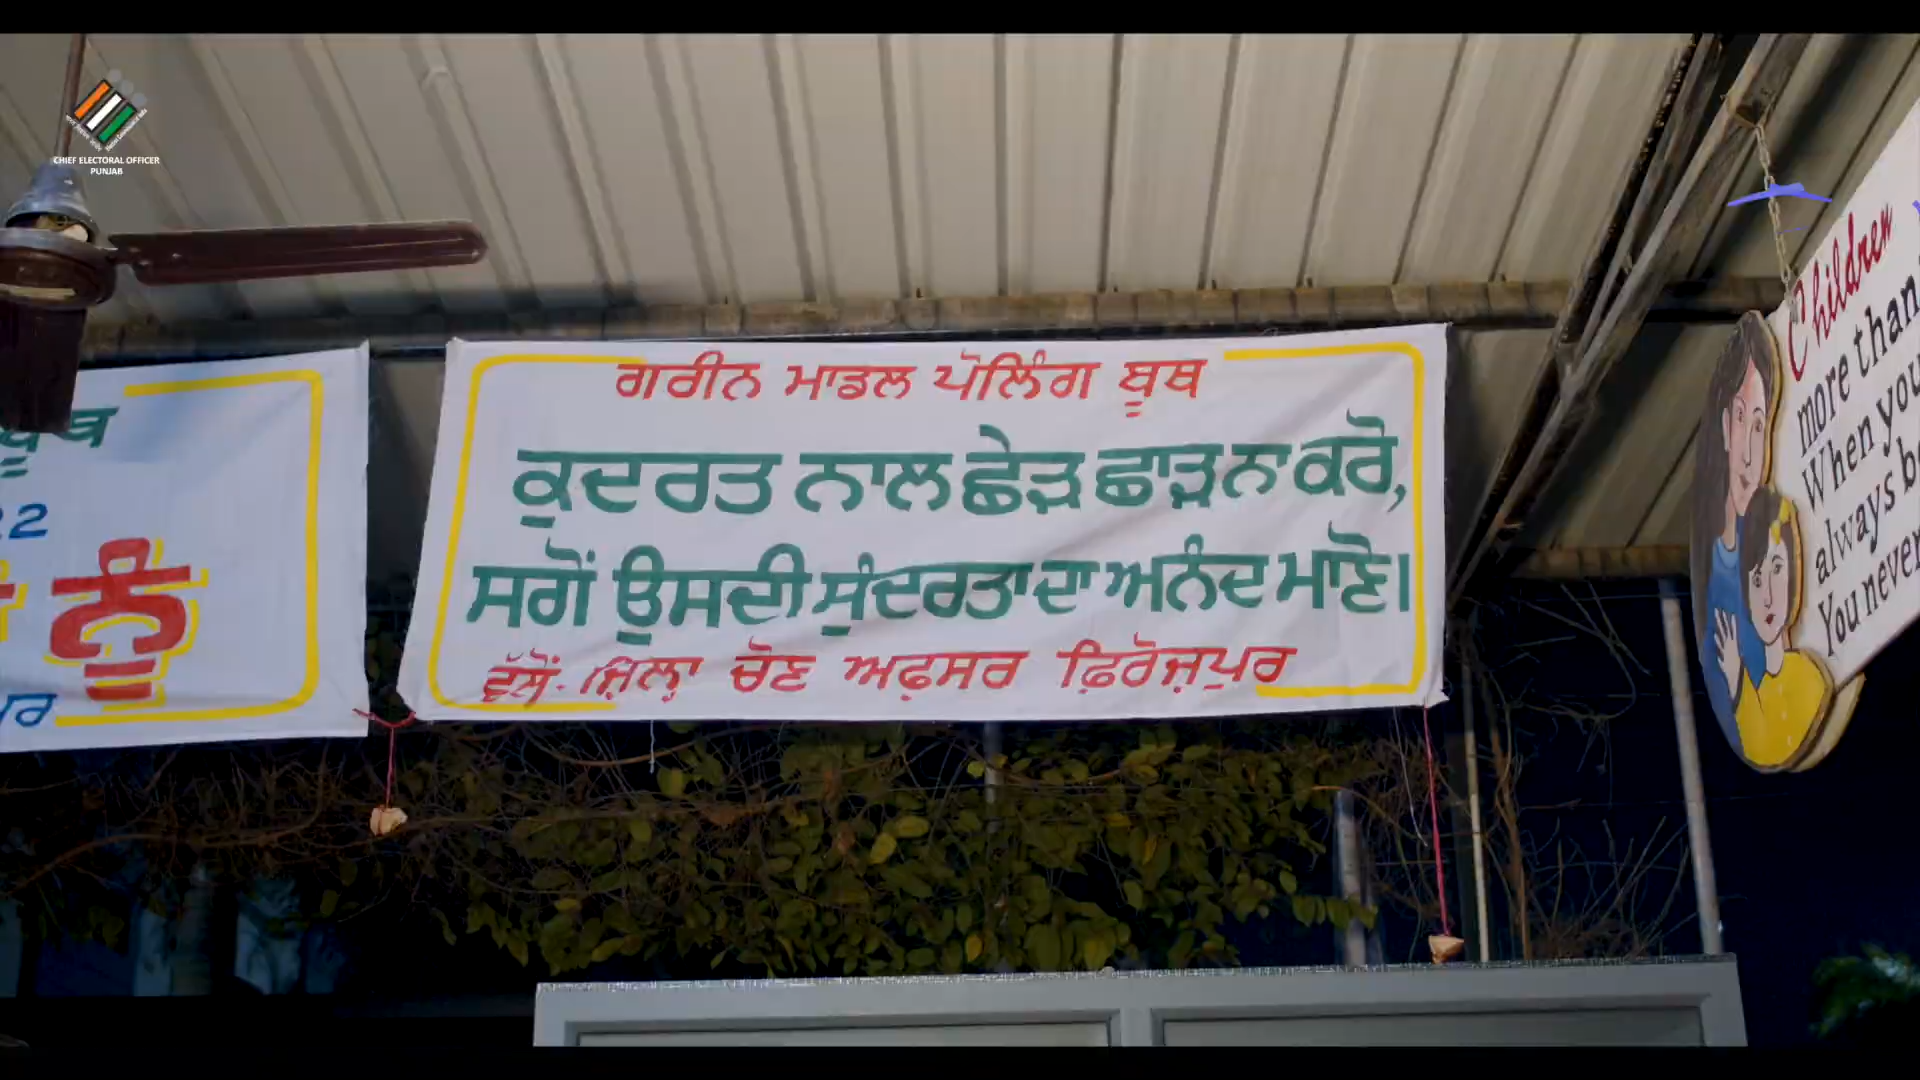 CHIEF ELECTORAL OFFICER
PUNJAB
ਗਰੀਨ ਮਾਡਲ ਪੋਲਿੰਗ ਬੂਥ
ਕੁਦਰਤ ਨਾਲ ਛੇੜ ਛਾੜ ਨਾ ਕਰੋ,
ਸਗੋਂ ਉਸਦੀ ਸੁੰਦਰਤਾ ਦਾ ਅਨੰਦ ਮਾਣੋ।
ਵੱਲੋਂ- ਜ਼ਿਲਾ ਚੋਣ ਅਫ਼ਸਰ ਫ਼ਿਰੋਜ਼ਪੁਰ
ਨੂੰ
Children
more than
When you
always be
You never